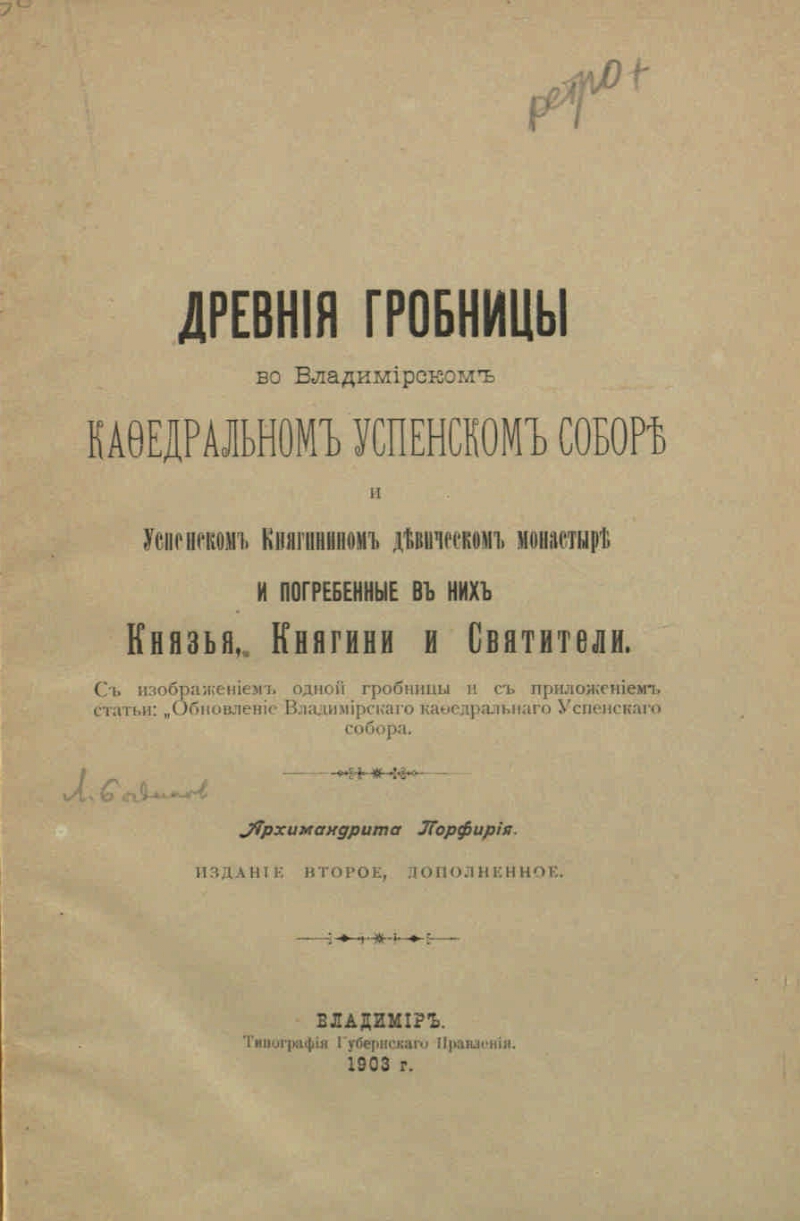 ДРЕВНІЯ ГРОБНИЦЫ
во Владимірскомъ
КАѲЕДРАЛЬНОМЪ УСПЕНСКОМЪ СОБОРѢ
и
Успенскомъ Княгининомъ дѣвическомъ монастырѣ
И ПОГРЕБЕННЫЕ ВЪ НИХЪ
Князья, Княгини и Святители.
Съ изображеніемъ одной гробницы и съ приложеніемъ
статьи: „Обновленіе Владимірскаго каѳедральнаго Успенскаго
собора.
Архимандрита Порфирія.
ИЗДАНІЕ ВТОРОЕ, ДОПОЛНЕННОЕ.
ВЛАДИМІРЪ.
Типографія Губернскаго Правленія.
1903 г.